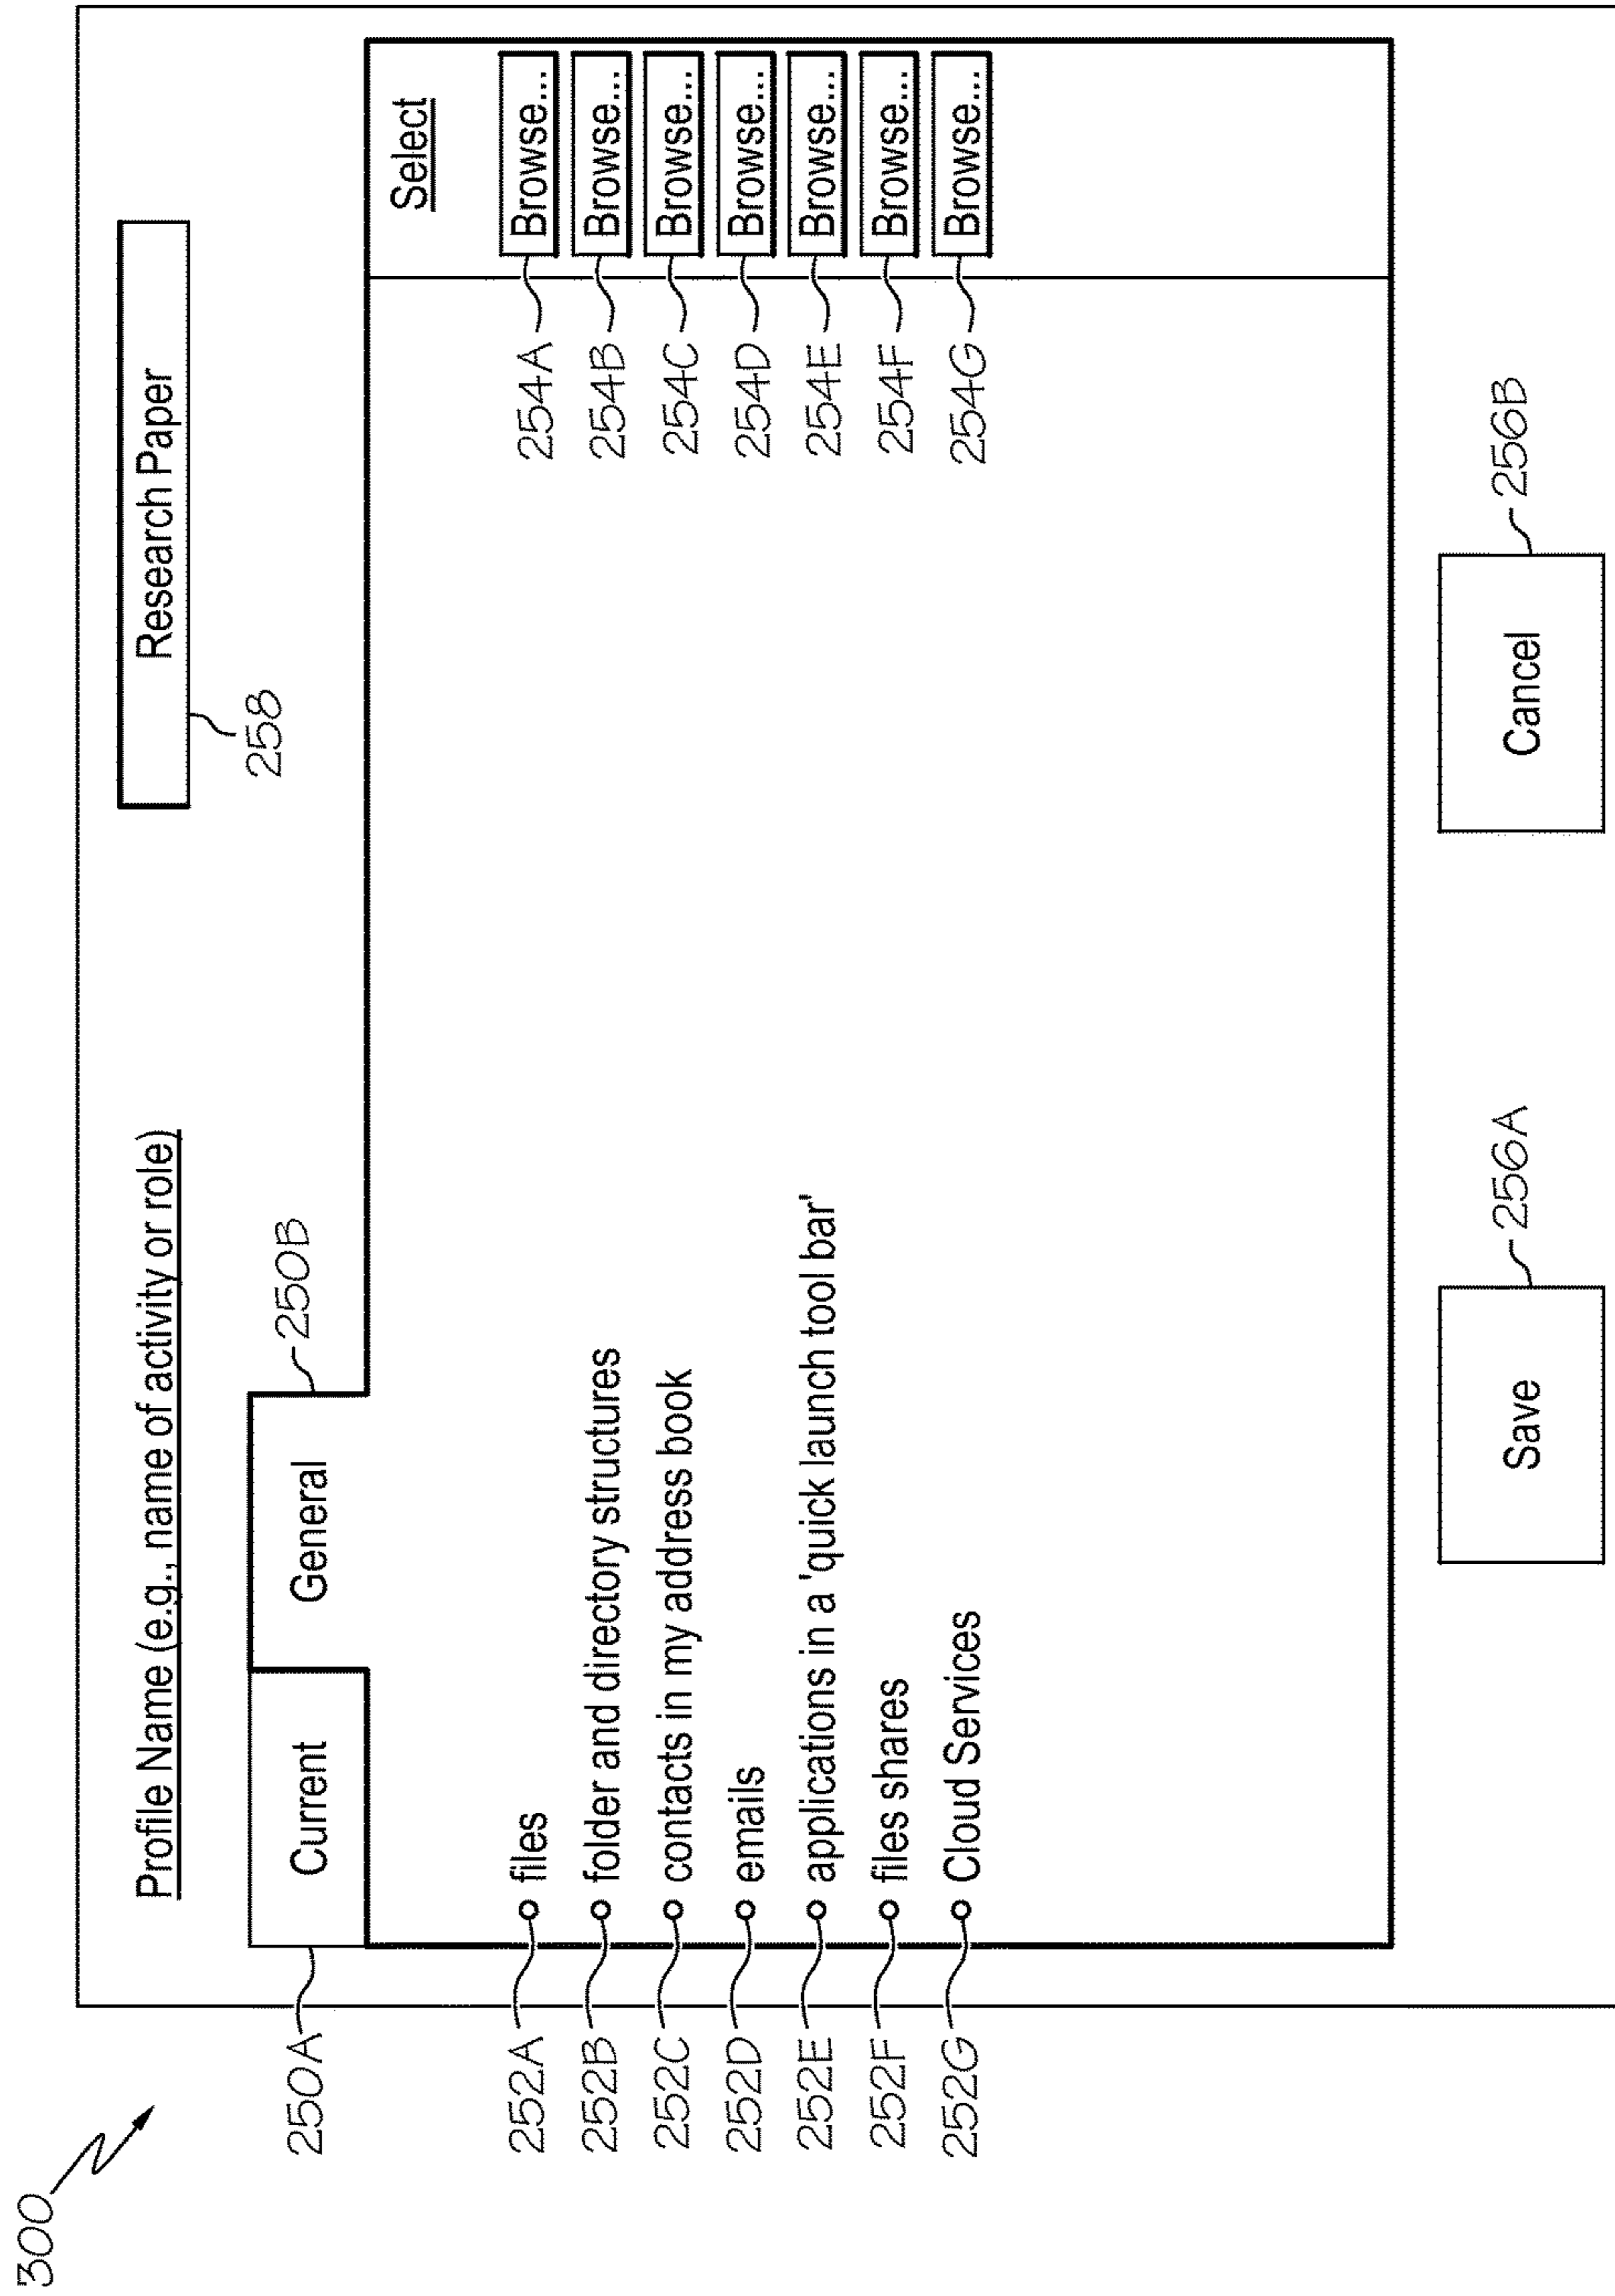 300
Profile Name (e.g., name of activity or role)
Research Paper
258
250A
Current
General
250B
Select
252A
files
254A
Browse...
252B
folder and directory structures
254B
Browse...
252C
contacts in my address book
254C
Browse...
252D
emails
254D
Browse...
252E
applications in a 'quick launch tool bar'
254E
Browse...
252F
files shares
254F
Browse...
252G
Cloud Services
254G
Browse...
Save
256A
Cancel
256B